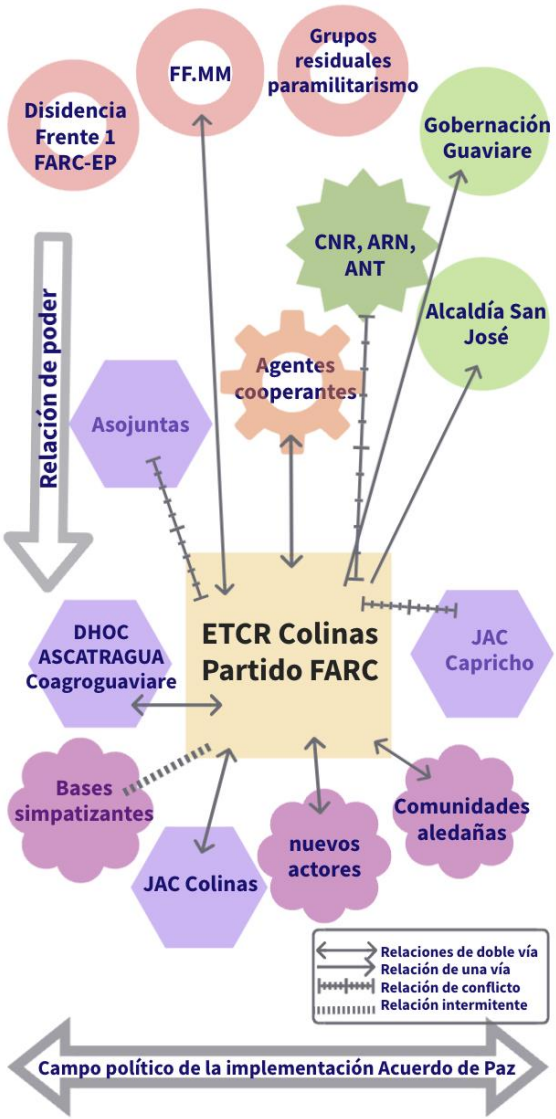 Grupos
residuales
paramilitarismo
FF.MM
Disidencia
Frente 1
FARC-EP
Gobernación
Guaviare
CNR, ARN,
ANT
Alcaldía San
José
Relación de poder
Agentes
cooperantes
Asojuntas
ETCR Colinas
Partido FARC
DHOC
ASCATRAGUA
Coagroguaviare
JAC
Capricho
Bases
simpatizantes
Comunidades
aledañas
nuevos
actores
JAC Colinas
Relaciones de doble vía
Relación de una vía
Relación de conflicto
Relación intermitente
Campo político de la implementación Acuerdo de Paz